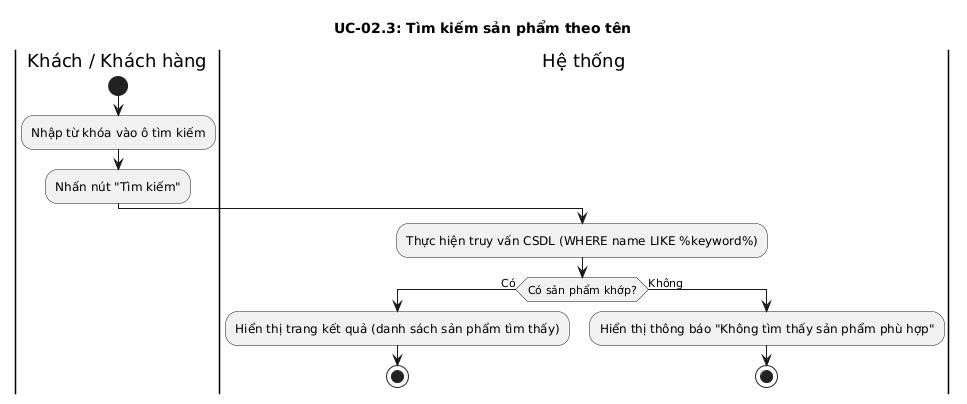 UC-02.3: Tìm kiếm sản phẩm theo tên
Khách / Khách hàng
Hệ thống
Nhập từ khóa vào ô tìm kiếm
Nhấn nút "Tìm kiếm"
Thực hiện truy vấn CSDL (WHERE name LIKE %keyword%)
Có sản phẩm khớp?
Có
Không
Hiển thị trang kết quả (danh sách sản phẩm tìm thấy)
Hiển thị thông báo "Không tìm thấy sản phẩm phù hợp"